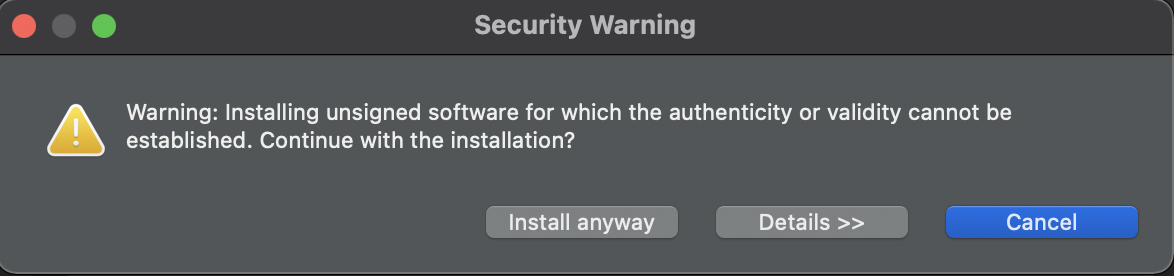 Security Warning
Warning: Installing unsigned software for which the authenticity or validity cannot be
established. Continue with the installation?
Install anyway
Details >>
Cancel